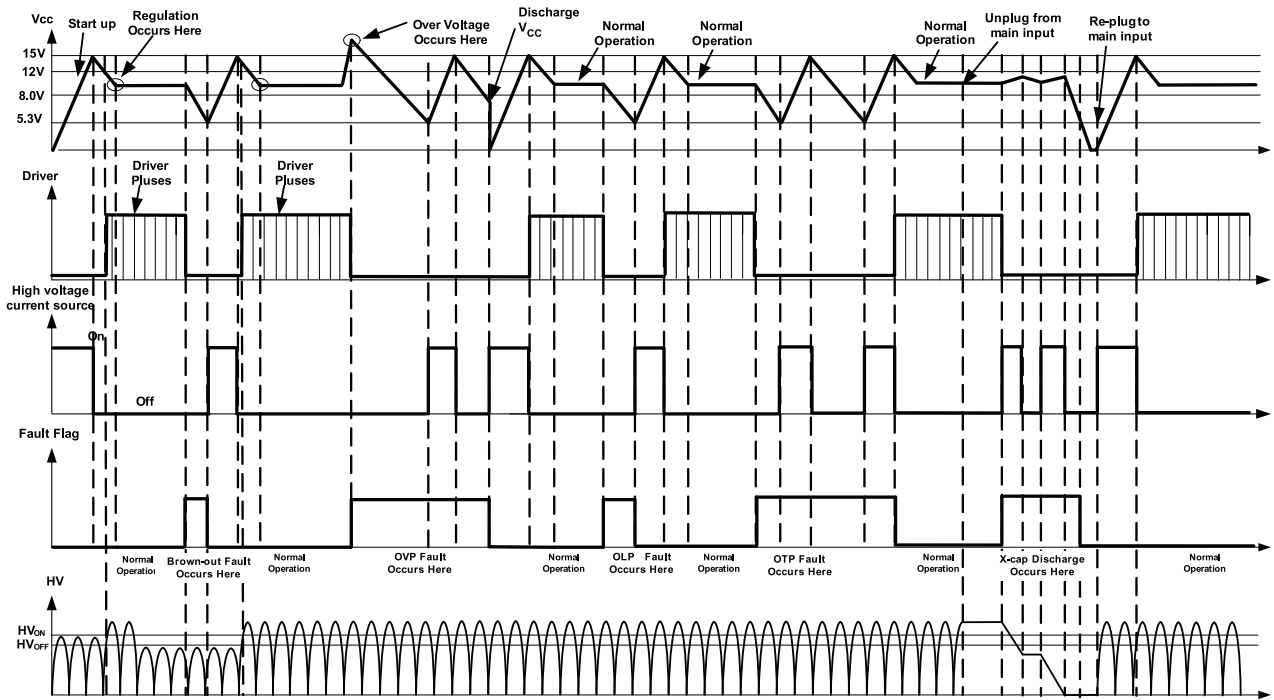 Vcc
Start up
Regulation
Occurs Here
Over Voltage
Occurs Here
Discharge
VCC
Normal
Operation
Normal
Operation
Normal
Operation
Unplug from
main input
Re-plug to
main input
15V
12V
8.0V
5.3V
Driver
Driver
Pluses
Driver
Pluses
High voltage
current source
On
Off
Fault Flag
Normal
Operation
Brown-out Fault
Occurs Here
Normal
Operation
OVP Fault
Occurs Here
Normal
Operation
OLP Fault
Occurs Here
Normal
Operation
OTP Fault
Occurs Here
Normal
Operation
X-cap Discharge
Occurs Here
Normal
Operation
HV
HVON
HVOFF